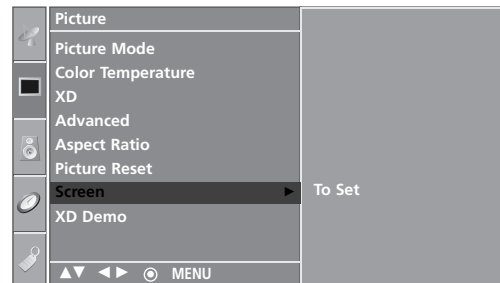 Picture
Picture Mode
Color Temperature
XD
Advanced
Aspect Ratio
Picture Reset
Screen ► To Set
XD Demo
▲▼ ◄► ◉ MENU